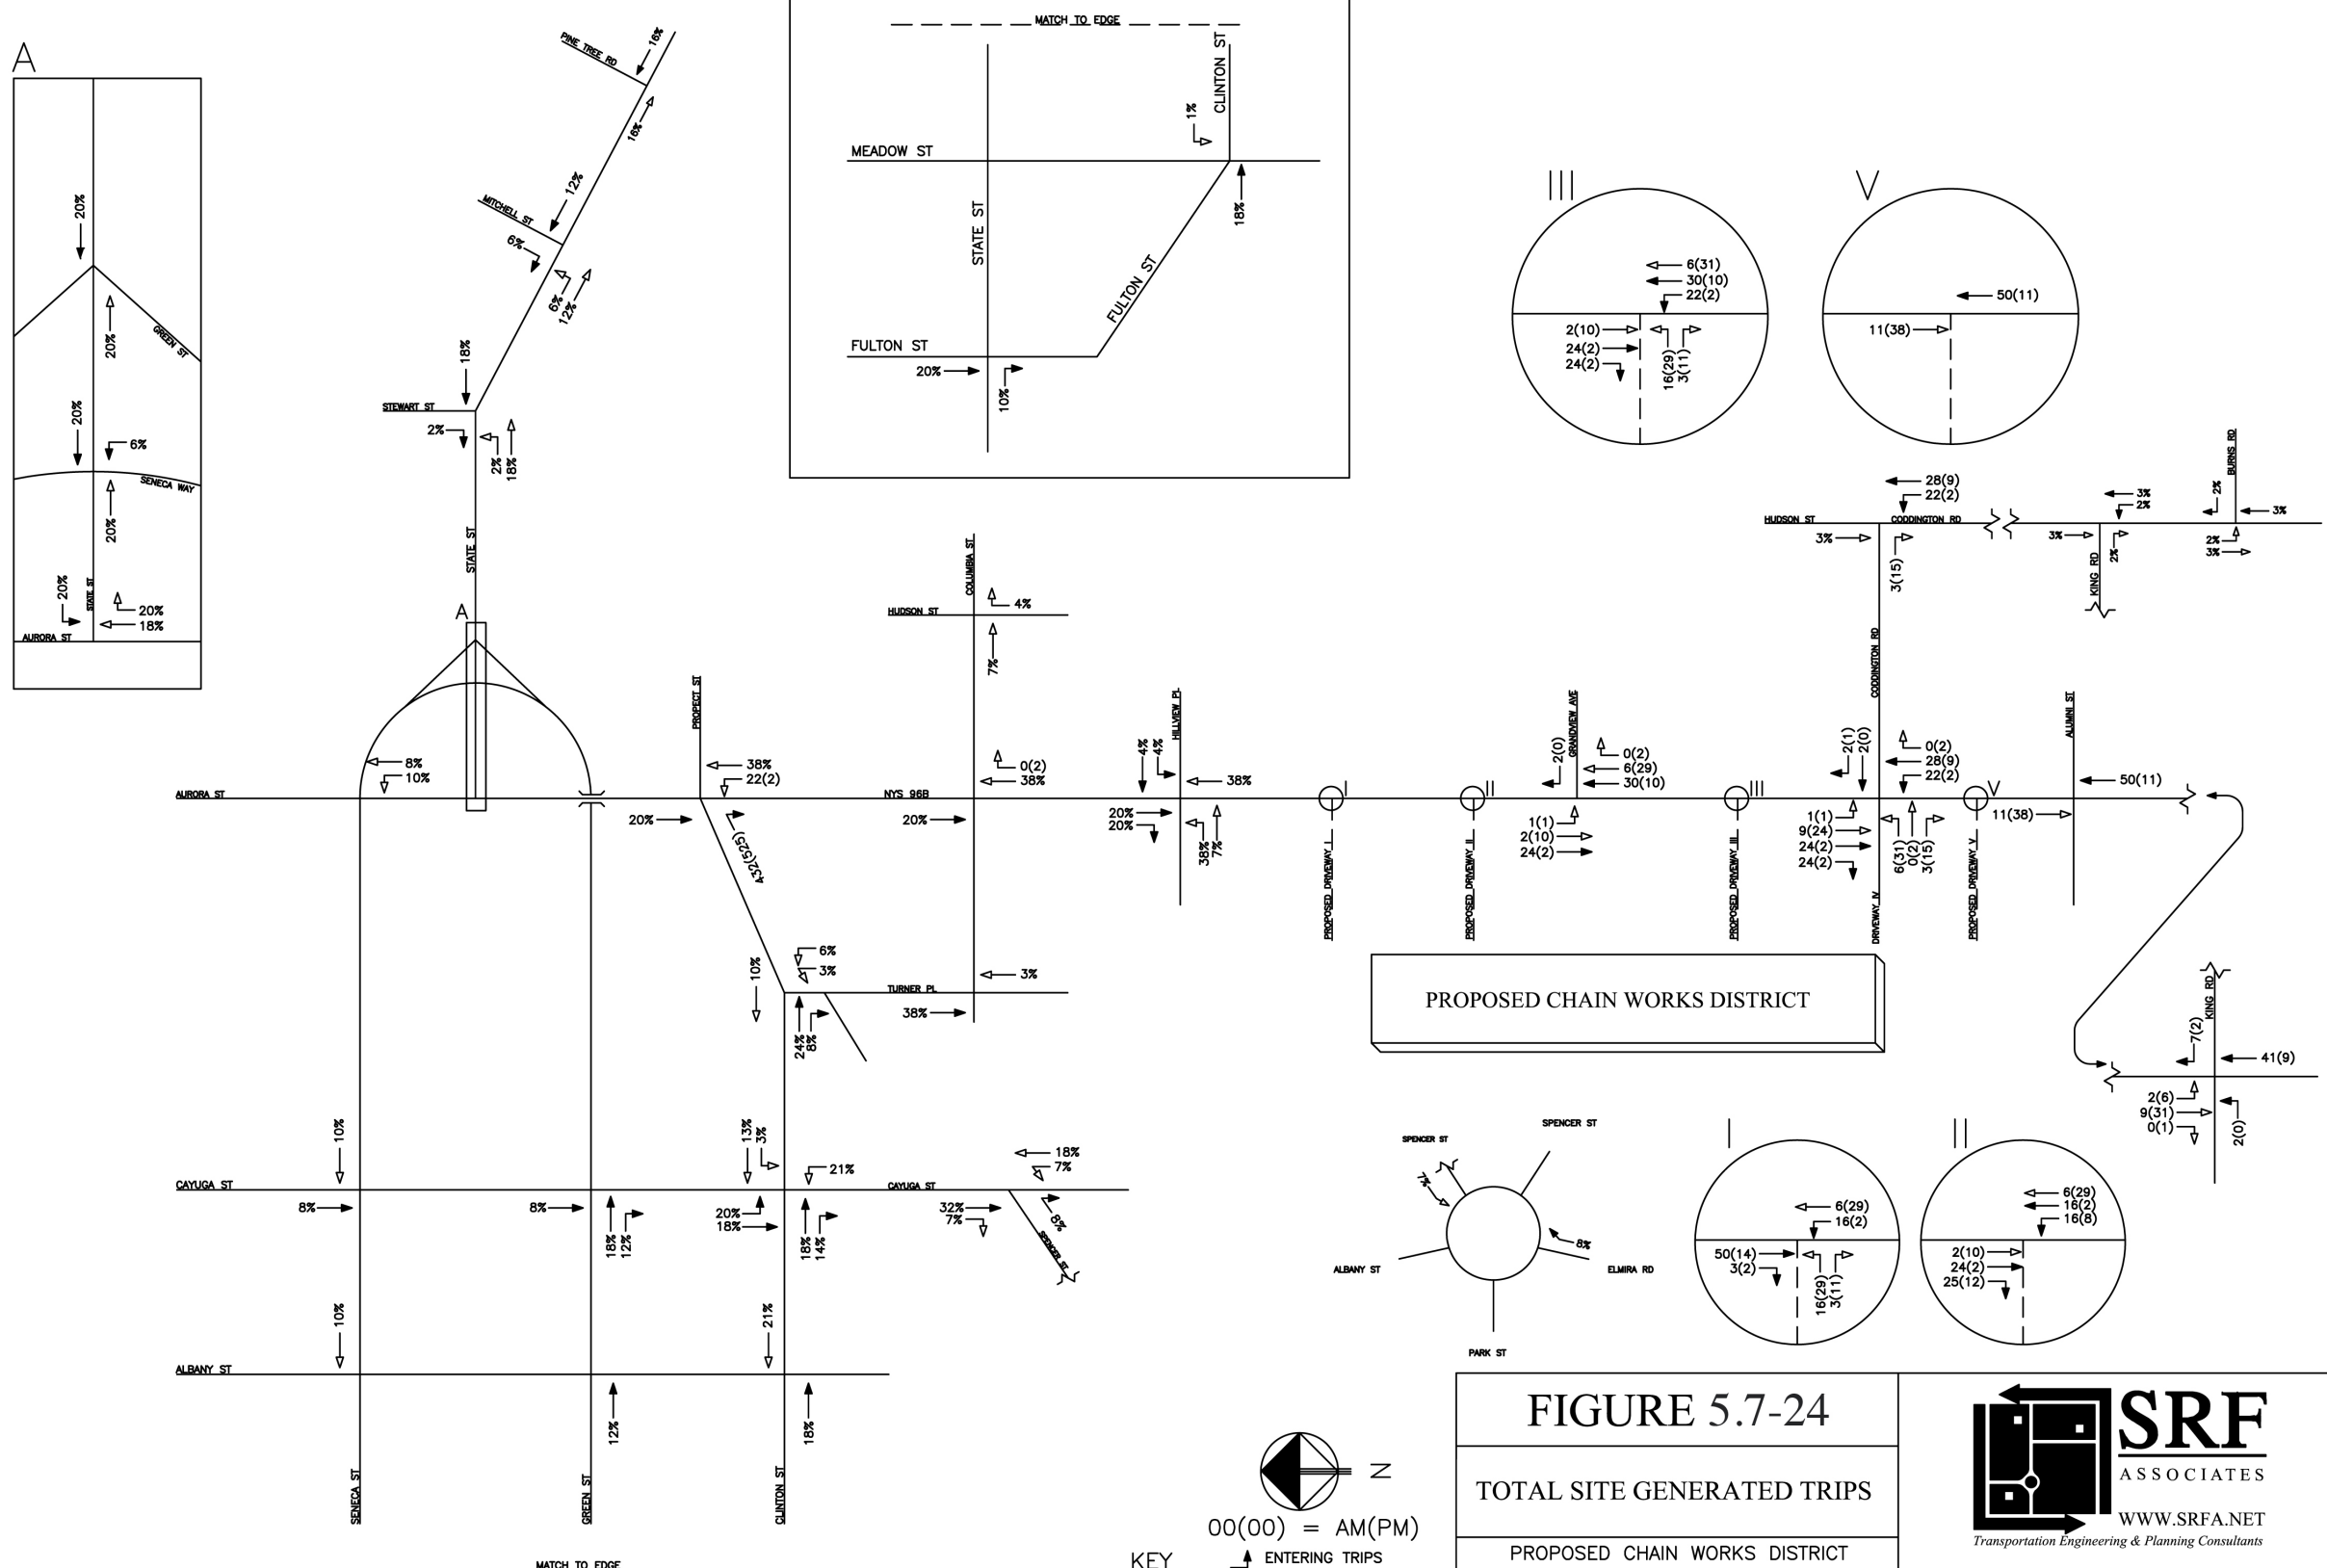 A
20%
20%
GREEN ST
20%
6%
SENECA WAY
20%
20%
STATE ST
20%
18%
AURORA ST
PINE TREE RD
16%
16%
12%
MITCHELL ST
6%
6%
12%
18%
STEWART ST
2%
2%
18%
STATE ST
A
MATCH TO EDGE
CLINTON ST
1%
MEADOW ST
18%
STATE ST
FULTON ST
FULTON ST
20%
10%
III
6(31)
30(10)
22(2)
2(10)
24(2)
24(2)
16(29)
3(11)
V
50(11)
11(38)
BURNS RD
28(9)
22(2)
HUDSON ST
CODDINGTON RD
3%
3(15)
3%
2%
3%
2%
KING RD
2%
3%
2%
3%
COLUMBIA ST
4%
HUDSON ST
7%
CODDINGTON RD
8%
10%
AURORA ST
PROPECT ST
38%
22(2)
20%
432(525)
NYS 96B
0(2)
38%
20%
HILLVIEW PL
4%
4%
38%
20%
20%
38%
7%
I
II
GRANDVIEW AVE
2(0)
0(2)
6(29)
30(10)
1(1)
2(10)
24(2)
III
2(1)
2(0)
0(2)
28(9)
22(2)
1(1)
9(24)
24(2)
24(2)
6(31)
0(2)
3(15)
V
ALUMNI ST
50(11)
11(38)
PROPOSED DRIVEWAY I
PROPOSED DRIVEWAY II
PROPOSED DRIVEWAY III
DRIVEWAY IV
PROPOSED DRIVEWAY V
10%
6%
3%
TURNER PL
3%
38%
24%
8%
PROPOSED CHAIN WORKS DISTRICT
KING RD
7(2)
41(9)
2(6)
9(31)
0(1)
2(0)
10%
CAYUGA ST
8%
8%
18%
12%
13%
3%
21%
20%
18%
18%
14%
CAYUGA ST
18%
7%
32%
7%
8%
SPENCER ST
10%
ALBANY ST
21%
12%
18%
SENECA ST
GREEN ST
CLINTON ST
MATCH TO EDGE
SPENCER ST
SPENCER ST
7%
8%
ALBANY ST
ELMIRA RD
PARK ST
I
6(29)
16(2)
50(14)
3(2)
16(29)
3(11)
II
6(29)
16(2)
16(8)
2(10)
24(2)
25(12)
N
00(00) = AM(PM)
KEY
ENTERING TRIPS
FIGURE 5.7-24
TOTAL SITE GENERATED TRIPS
PROPOSED CHAIN WORKS DISTRICT
SRF
ASSOCIATES
WWW.SRFA.NET
Transportation Engineering & Planning Consultants